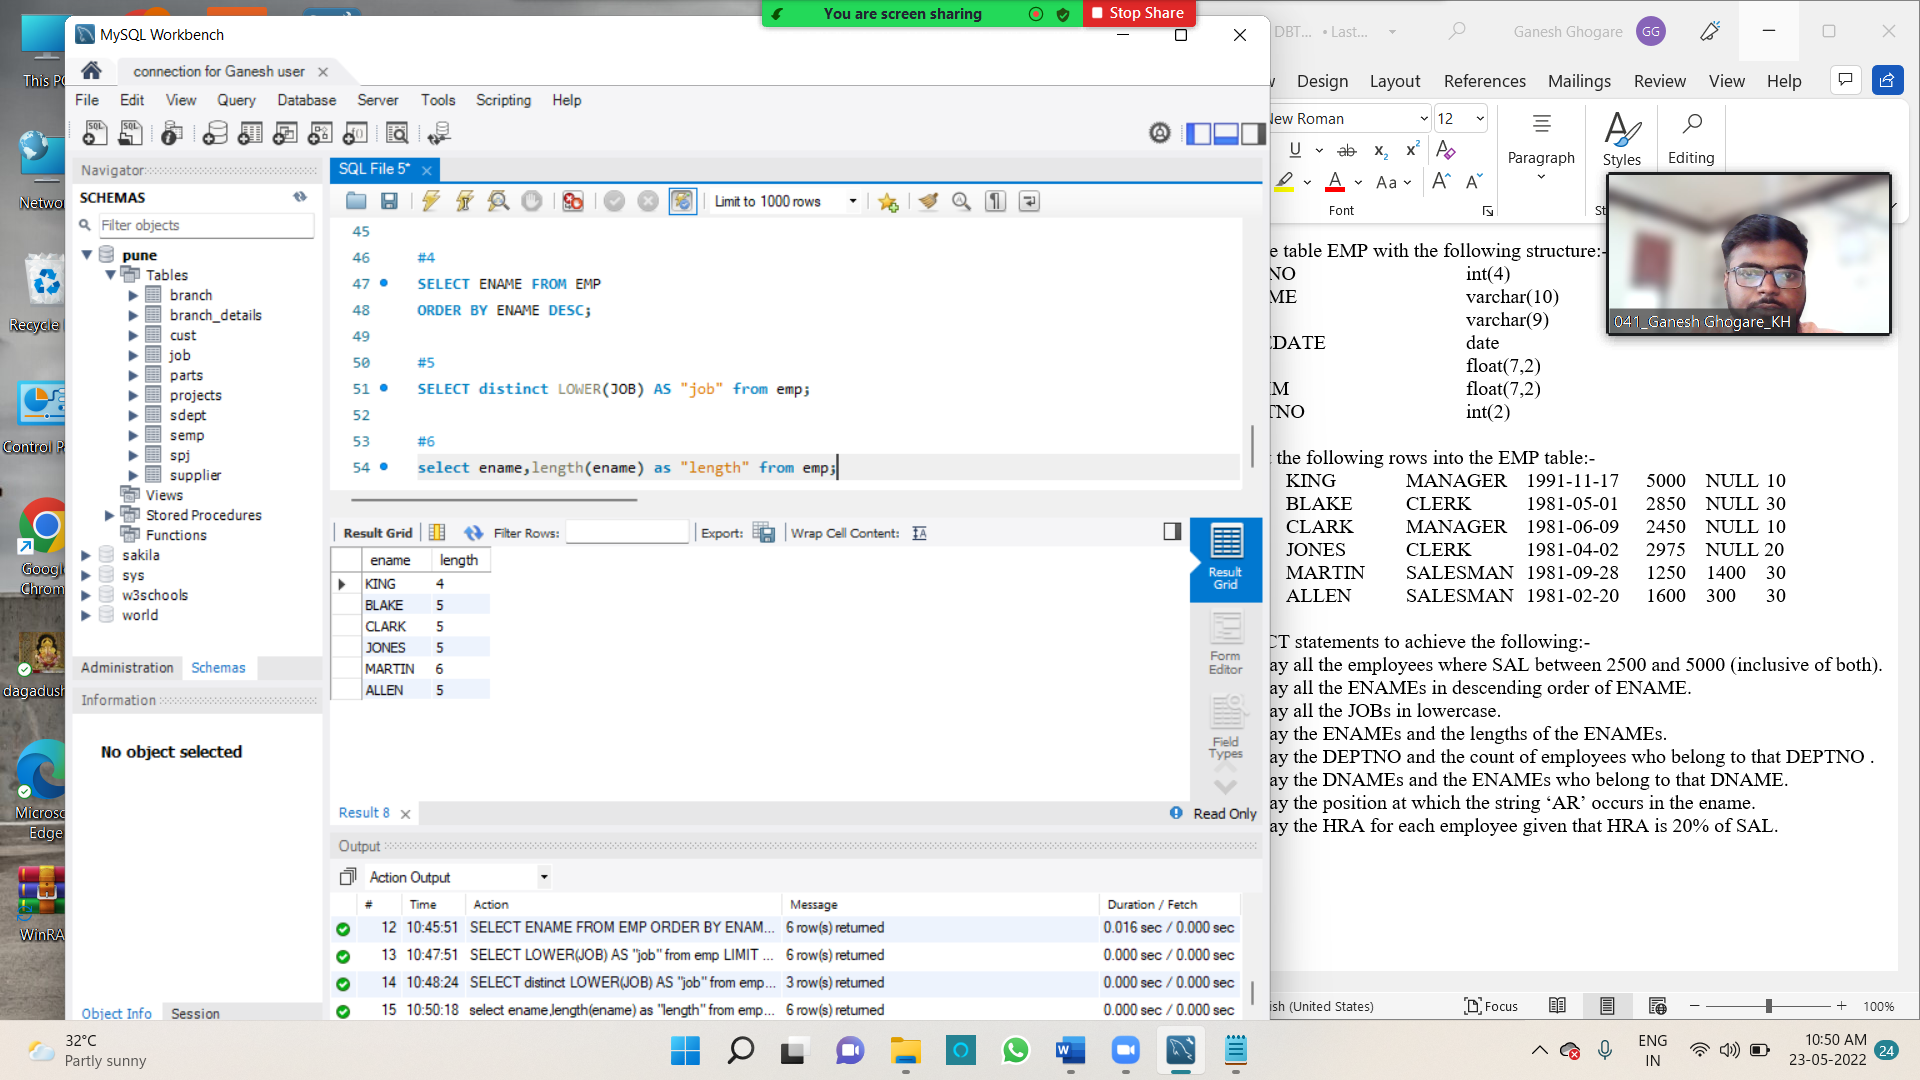 You are screen sharing
Stop Share
MySQL Workbench
connection for Ganesh user
File Edit View Query Database Server Tools Scripting Help
Navigator
SCHEMAS
Filter objects
pune
Tables
branch
branch_details
cust
job
parts
projects
sdept
semp
spj
supplier
Views
Stored Procedures
Functions
sakila
sys
w3schools
world
Administration Schemas
Information
No object selected
Object Info Session
SQL File 5*
Limit to 1000 rows
45
46 #4
47 SELECT ENAME FROM EMP
48 ORDER BY ENAME DESC;
49
50 #5
51 SELECT distinct LOWER(JOB) AS "job" from emp;
52
53 #6
54 select ename,length(ename) as "length" from emp;
Result Grid Filter Rows: Export: Wrap Cell Content:
ename length
KING 4
BLAKE 5
CLARK 5
JONES 5
MARTIN 6
ALLEN 5
Result Grid
Form Editor
Field Types
Result 8
Read Only
Output
Action Output
# Time Action Message Duration / Fetch
12 10:45:51 SELECT ENAME FROM EMP ORDER BY ENAM... 6 row(s) returned 0.016 sec / 0.000 sec
13 10:47:51 SELECT LOWER(JOB) AS "job" from emp LIMIT ... 6 row(s) returned 0.000 sec / 0.000 sec
14 10:48:24 SELECT distinct LOWER(JOB) AS "job" from emp... 3 row(s) returned 0.000 sec / 0.000 sec
15 10:50:18 select ename,length(ename) as "length" from emp... 6 row(s) returned 0.000 sec / 0.000 sec
DBT... • Last...
Ganesh Ghogare GG
Design Layout References Mailings Review View Help
New Roman 12
Paragraph
Styles
Editing
Font
041_Ganesh Ghogare_KH
e table EMP with the following structure:-
NO int(4)
ME varchar(10)
varchar(9)
EDATE date
float(7,2)
M float(7,2)
TNO int(2)
t the following rows into the EMP table:-
KING MANAGER 1991-11-17 5000 NULL 10
BLAKE CLERK 1981-05-01 2850 NULL 30
CLARK MANAGER 1981-06-09 2450 NULL 10
JONES CLERK 1981-04-02 2975 NULL 20
MARTIN SALESMAN 1981-09-28 1250 1400 30
ALLEN SALESMAN 1981-02-20 1600 300 30
CT statements to achieve the following:-
ay all the employees where SAL between 2500 and 5000 (inclusive of both).
ay all the ENAMEs in descending order of ENAME.
ay all the JOBs in lowercase.
ay the ENAMEs and the lengths of the ENAMEs.
ay the DEPTNO and the count of employees who belong to that DEPTNO .
ay the DNAMEs and the ENAMEs who belong to that DNAME.
ay the position at which the string ‘AR’ occurs in the ename.
ay the HRA for each employee given that HRA is 20% of SAL.
sh (United States) Focus 100%
This PC
Netwo
Recycle
Control P
Googl
Chrom
dagadush
Microsc
Edge
WinRA
32°C
Partly sunny
ENG
IN
10:50 AM
23-05-2022
24